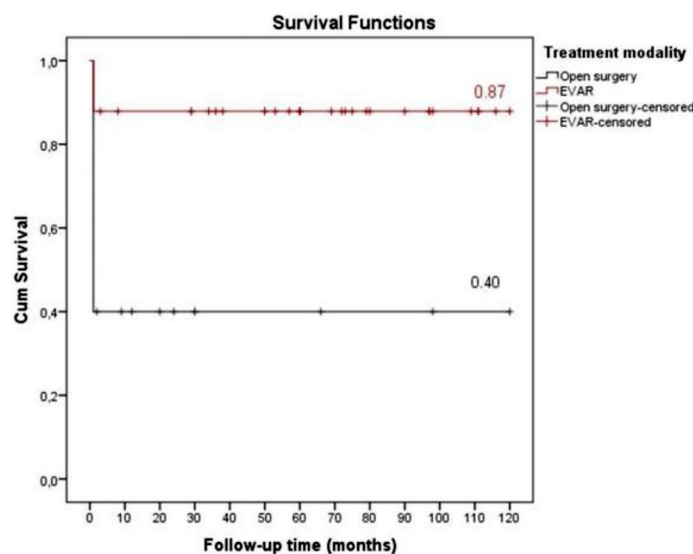 Survival Functions
Treatment modality
Open surgery
EVAR
Open surgery-censored
EVAR-censored
Cum Survival
1,0
0,8
0,6
0,4
0,2
0,0
0.87
0.40
0 10 20 30 40 50 60 70 80 90 100 110 120
Follow-up time (months)